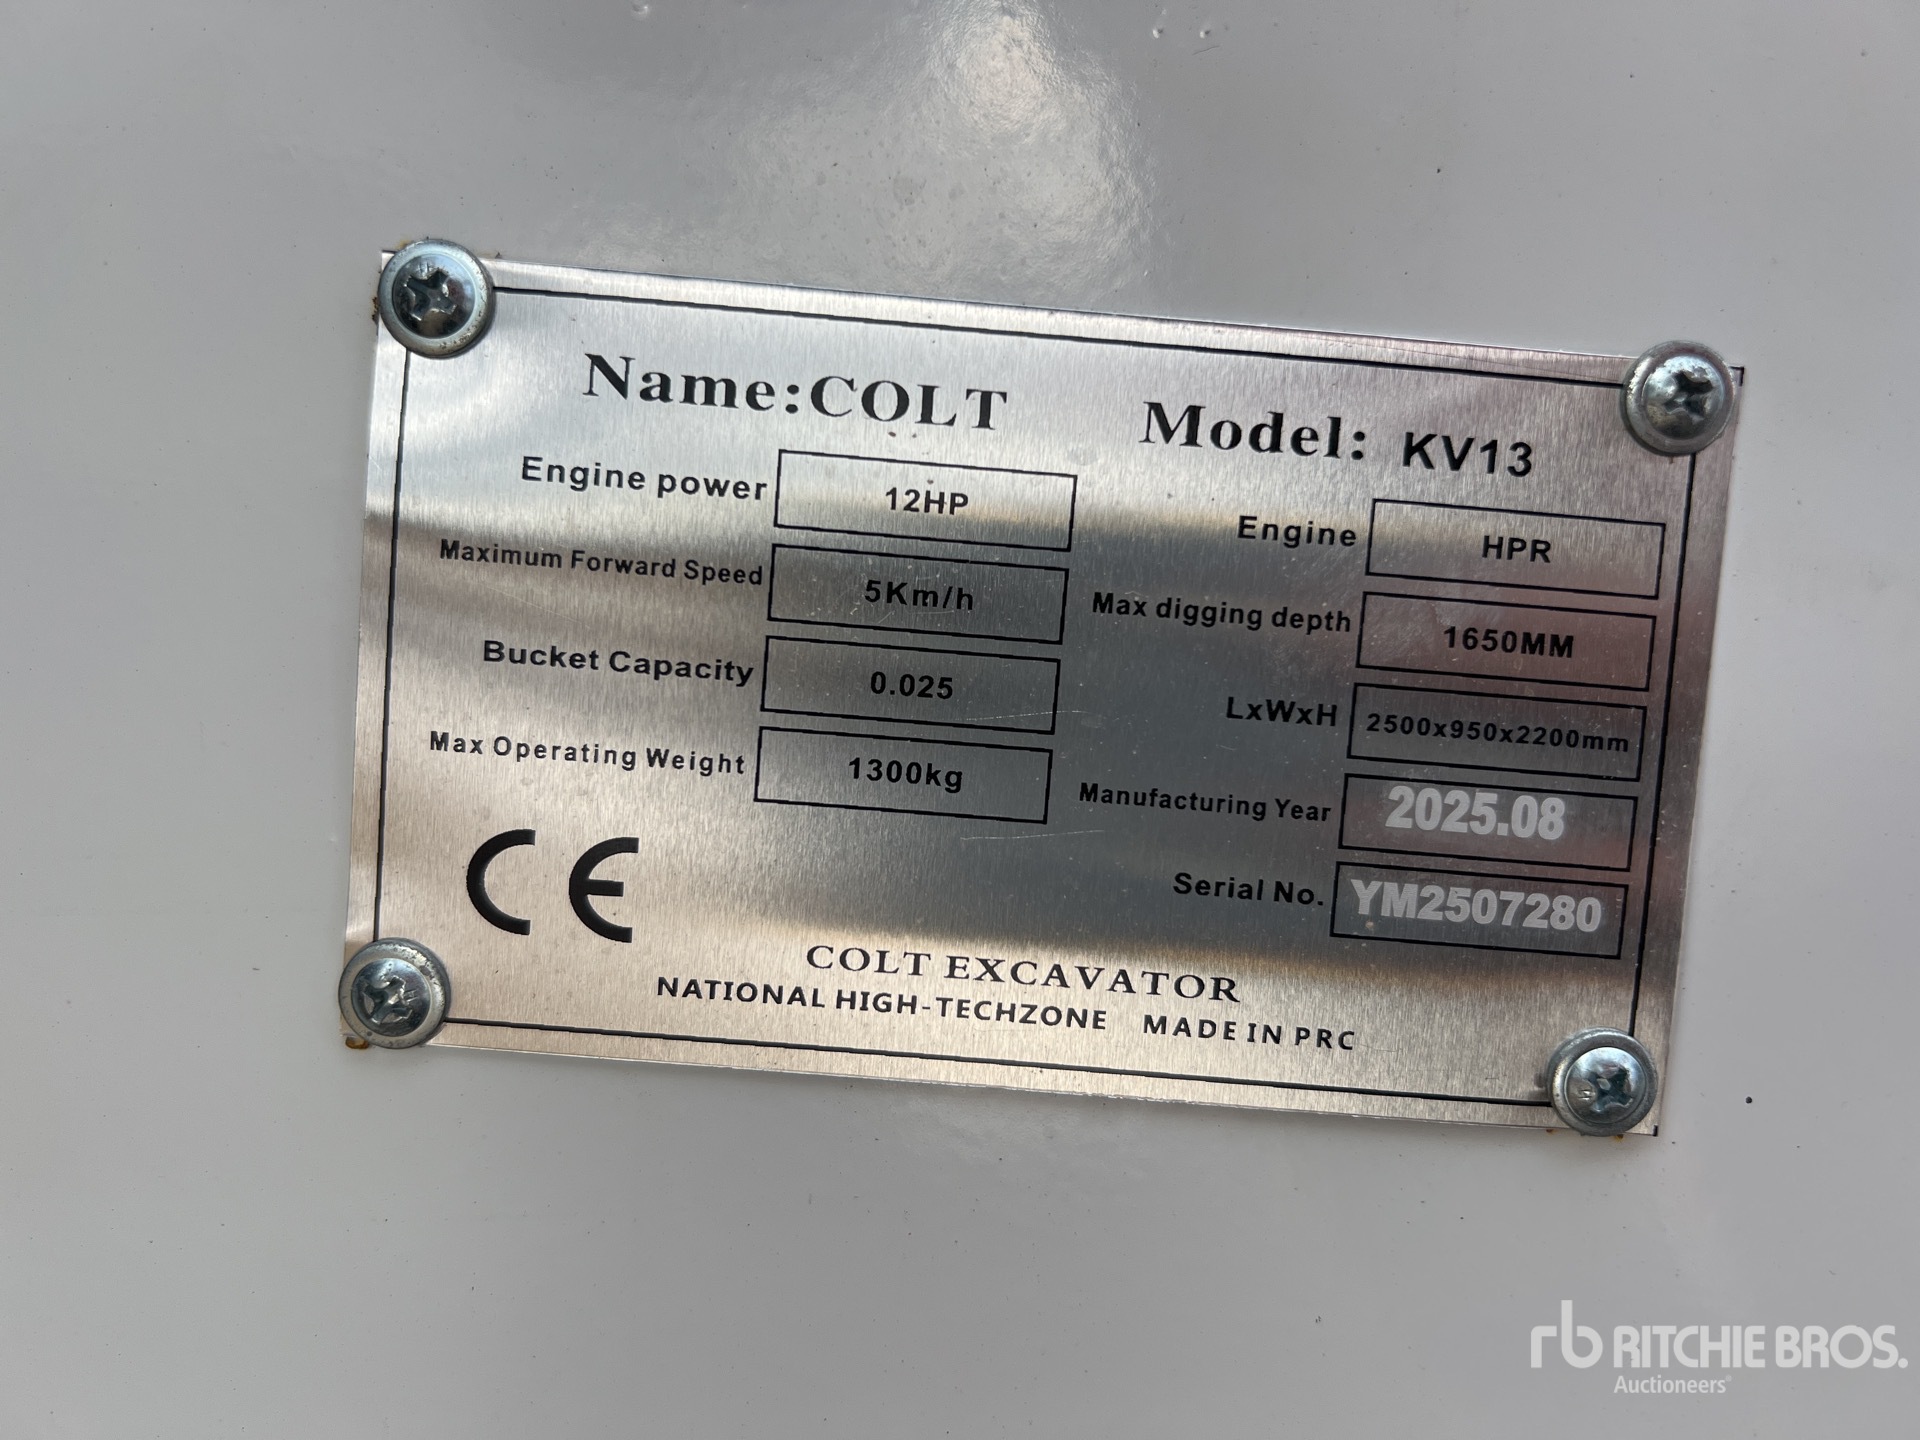 Name:COLT Model: KV13
Engine power 12HP Engine HPR
Maximum Forward Speed 5Km/h Max digging depth 1650MM
Bucket Capacity 0.025 LxWxH 2500x950x2200mm
Max Operating Weight 1300kg Manufacturing Year 2025.08
Serial No. YM2507280
CE
COLT EXCAVATOR
NATIONAL HIGH-TECHZONE MADE IN PRC
rb RITCHIE BROS.
Auctioneers